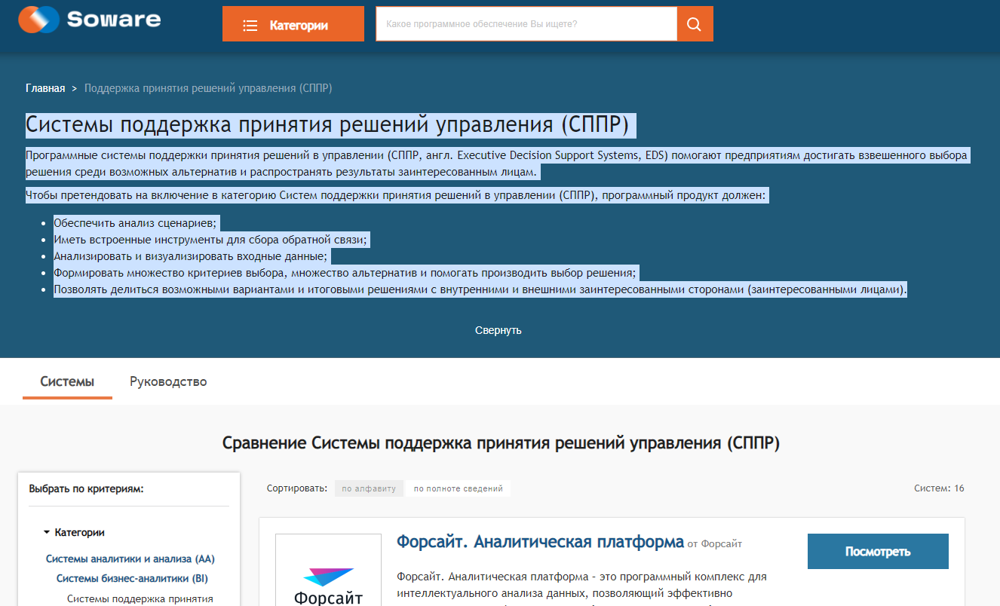 Soware
Категории
Какое программное обеспечение Вы ищете?
Главная > Поддержка принятия решений управления (СППР)
Системы поддержка принятия решений управления (СППР)
Программные системы поддержки принятия решений в управлении (СППР, англ. Executive Decision Support Systems, EDS) помогают предприятиям достигать взвешенного выбора
решения среди возможных альтернатив и распространять результаты заинтересованным лицам.
Чтобы претендовать на включение в категорию Систем поддержки принятия решений в управлении (СППР), программный продукт должен:
• Обеспечить анализ сценариев;
• Иметь встроенные инструменты для сбора обратной связи;
• Анализировать и визуализировать входные данные;
• Формировать множество критериев выбора, множество альтернатив и помогать производить выбор решения;
• Позволять делиться возможными вариантами и итоговыми решениями с внутренними и внешними заинтересованными сторонами (заинтересованными лицами).
Свернуть
Системы Руководство
Сравнение Системы поддержка принятия решений управления (СППР)
Выбрать по критериям:
Категории
Системы аналитики и анализа (АА)
Системы бизнес-аналитики (BI)
Системы поддержка принятия
Сортировать: по алфавиту по полноте сведений Систем: 16
Форсайт
Форсайт. Аналитическая платформа от Форсайт
Посмотреть
Форсайт. Аналитическая платформа - это программный комплекс для
интеллектуального анализа данных, позволяющий эффективно